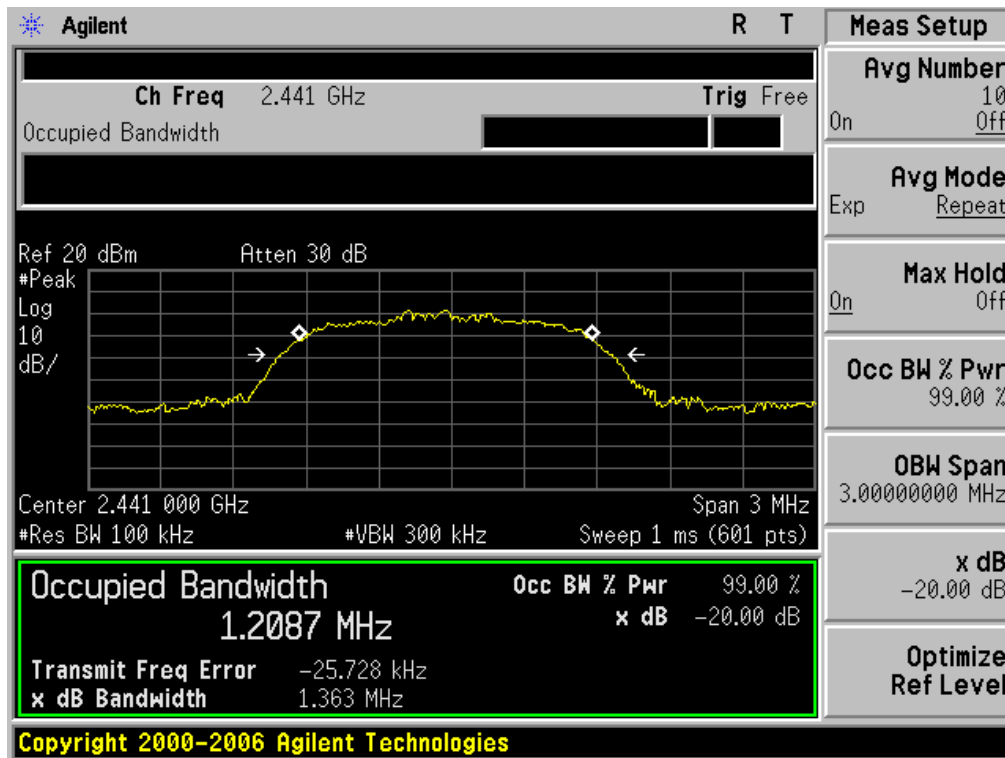 Agilent R T
Ch Freq 2.441 GHz Trig Free
Occupied Bandwidth
Ref 20 dBm Atten 30 dB
#Peak
Log
10
dB/
Center 2.441 000 GHz Span 3 MHz
#Res BW 100 kHz #VBW 300 kHz Sweep 1 ms (601 pts)
Occupied Bandwidth
1.2087 MHz
Occ BW % Pwr 99.00 %
x dB -20.00 dB
Transmit Freq Error -25.728 kHz
x dB Bandwidth 1.363 MHz
Copyright 2000-2006 Agilent Technologies
Meas Setup
Avg Number
10
On Off
Avg Mode
Exp Repeat
Max Hold
On Off
Occ BW % Pwr
99.00 %
OBW Span
3.00000000 MHz
x dB
-20.00 dB
Optimize
Ref Level